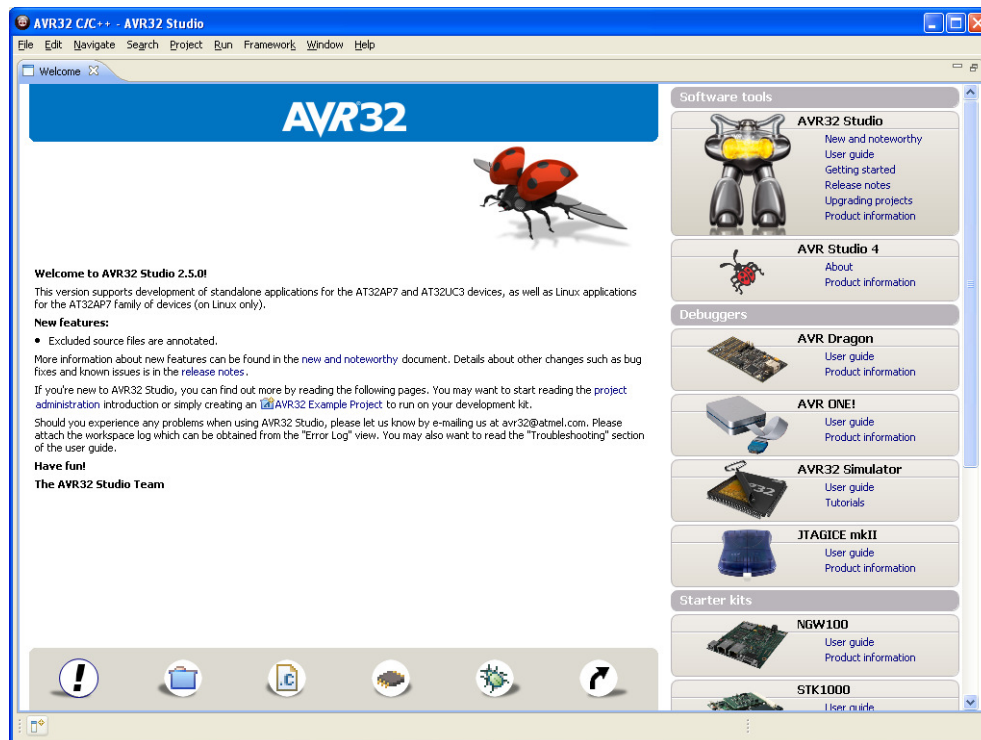 AVR32 C/C++ - AVR32 Studio
File Edit Navigate Search Project Run Framework Window Help
Welcome
AVR32
Welcome to AVR32 Studio 2.5.0!
This version supports development of standalone applications for the AT32AP7 and AT32UC3 devices, as well as Linux applications
for the AT32AP7 family of devices (on Linux only).
New features:
• Excluded source files are annotated.
More information about new features can be found in the new and noteworthy document. Details about other changes such as bug
fixes and known issues is in the release notes.
If you're new to AVR32 Studio, you can find out more by reading the following pages. You may want to start reading the project
administration introduction or simply creating an AVR32 Example Project to run on your development kit.
Should you experience any problems when using AVR32 Studio, please let us know by e-mailing us at avr32@atmel.com. Please
attach the workspace log which can be obtained from the "Error Log" view. You may also want to read the "Troubleshooting" section
of the user guide.
Have fun!
The AVR32 Studio Team
!
.c
Software tools
AVR32 Studio
New and noteworthy
User guide
Getting started
Release notes
Upgrading projects
Product information
AVR Studio 4
About
Product information
Debuggers
AVR Dragon
User guide
Product information
AVR ONE!
User guide
Product information
AVR32 Simulator
User guide
Tutorials
JTAGICE mkII
User guide
Product information
Starter kits
NGW100
User guide
Product information
STK1000
User guide